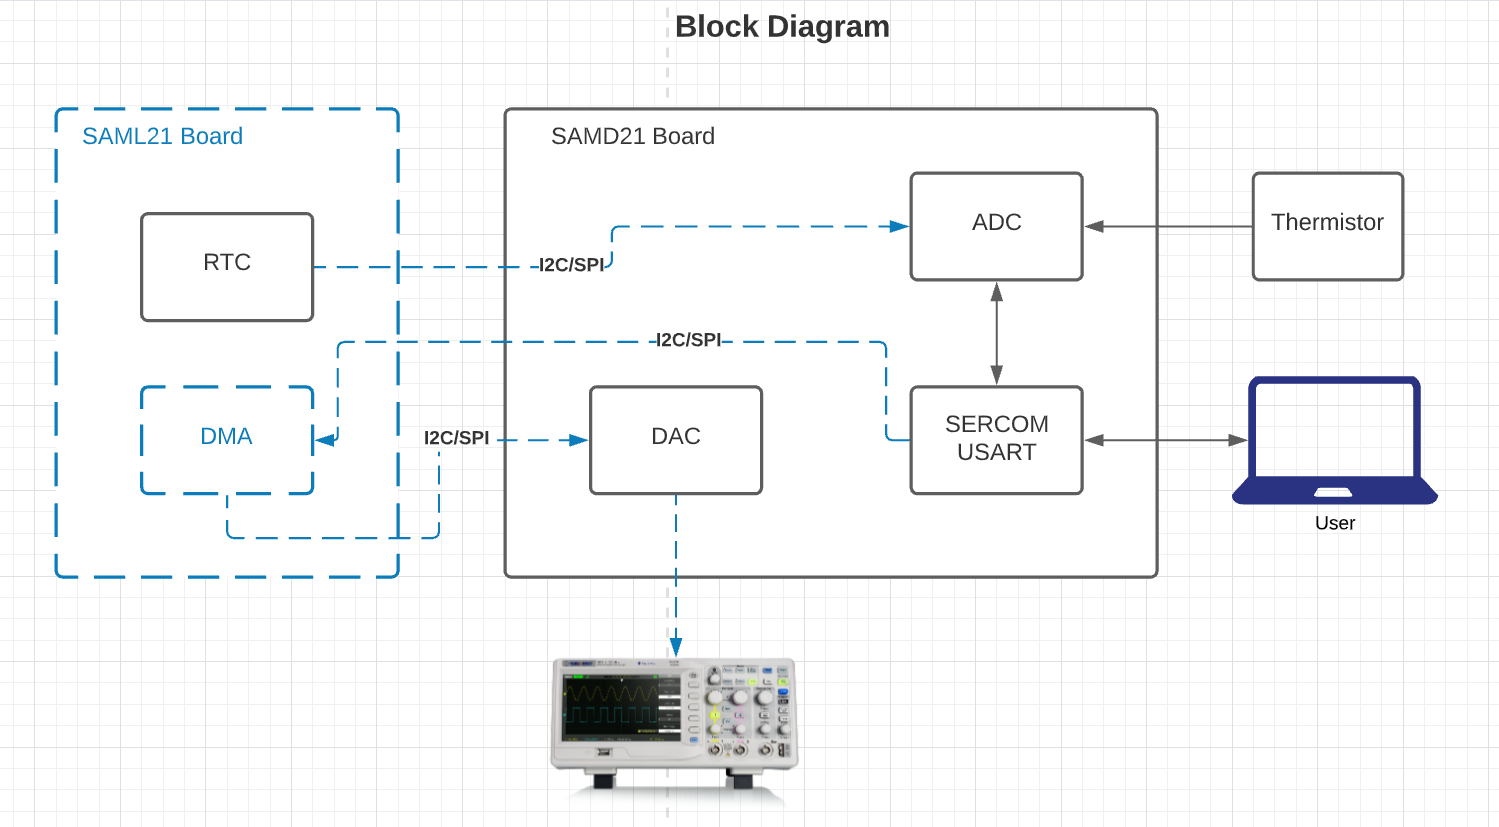 Block Diagram
SAML21 Board
SAMD21 Board
RTC
I2C/SPI
ADC
Thermistor
I2C/SPI
DMA
I2C/SPI
DAC
SERCOM
USART
User